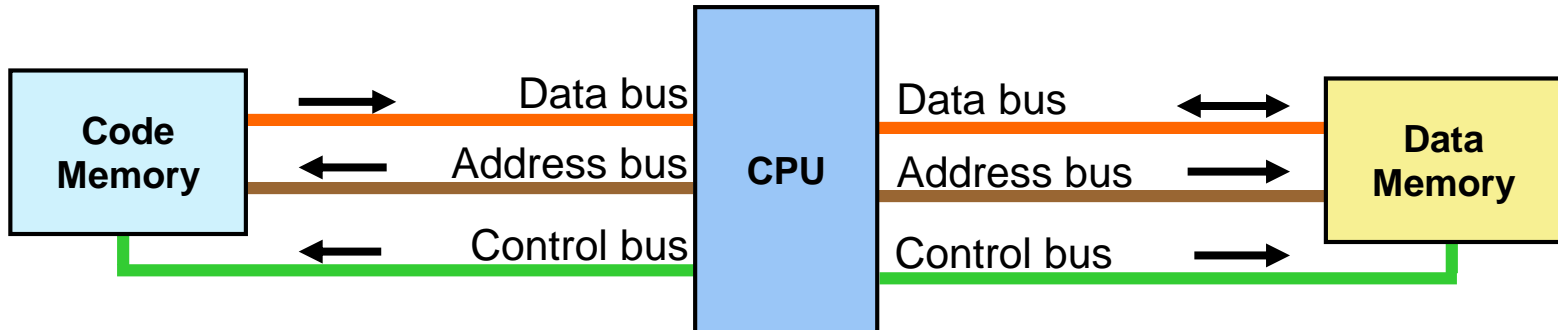 Code
Memory
Data bus
Address bus
Control bus
CPU
Data bus
Address bus
Control bus
Data
Memory